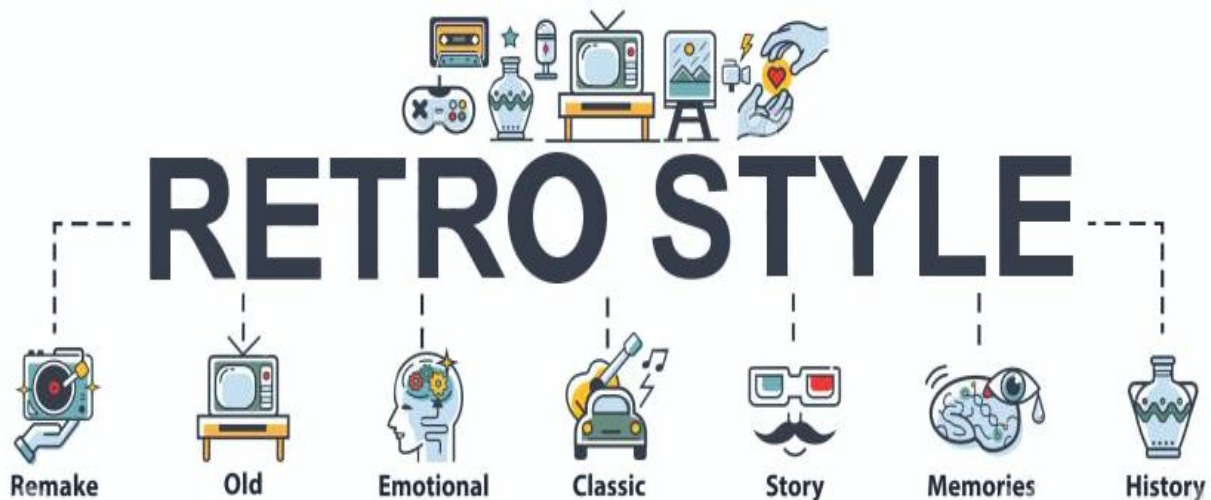 RETRO STYLE
Remake
Old
Emotional
Classic
Story
Memories
History